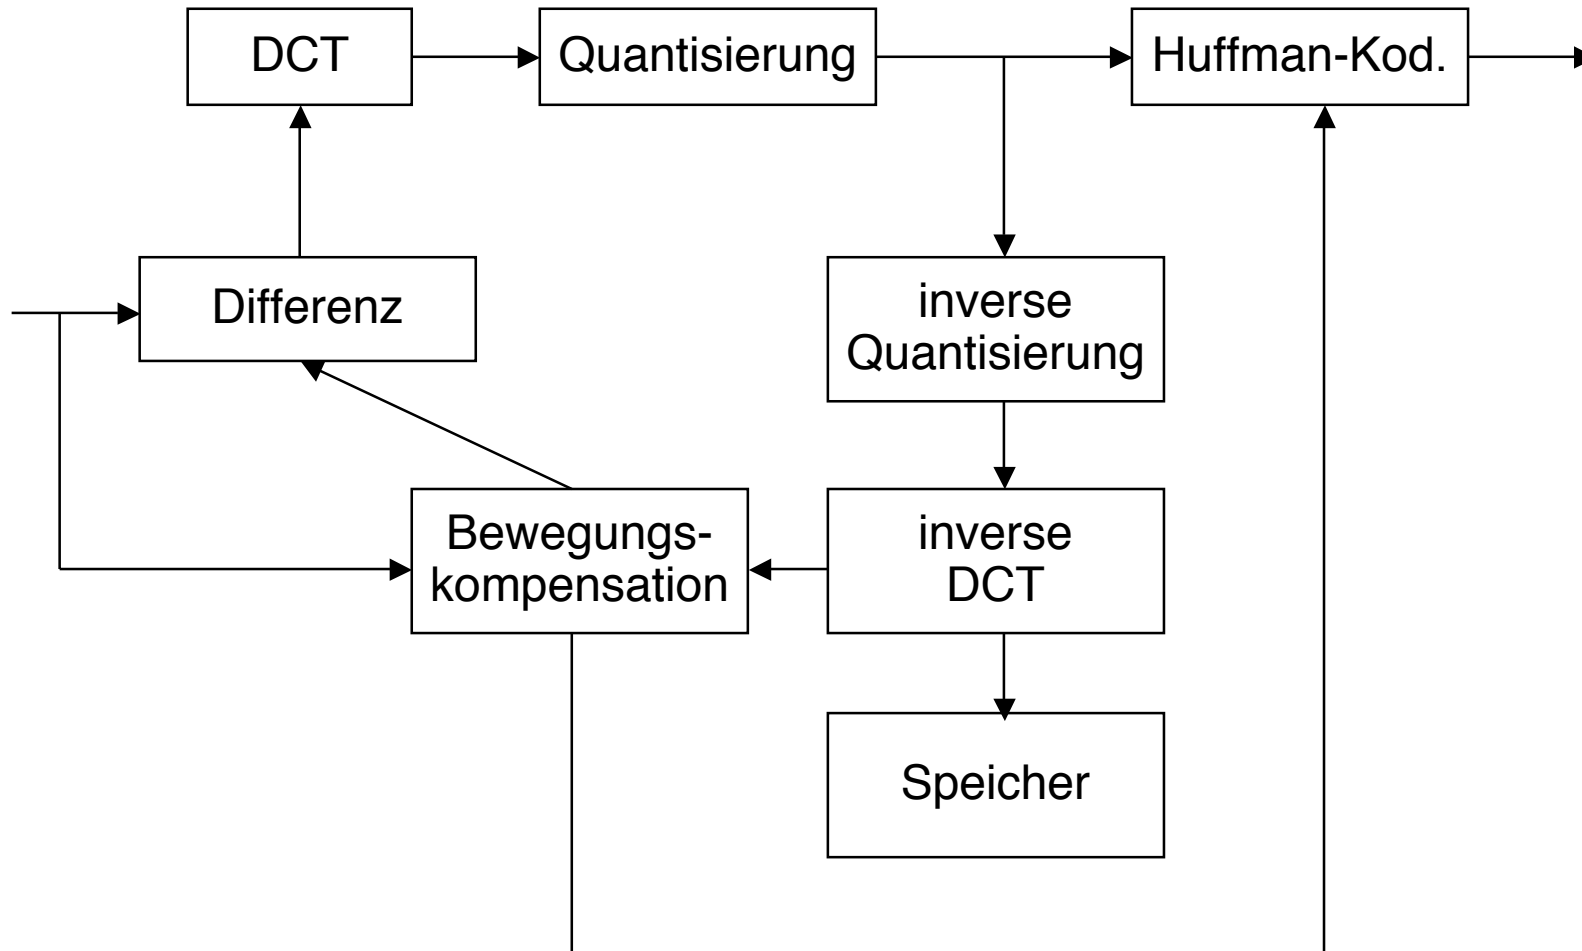 DCT
Quantisierung
Huffman-Kod.
Differenz
inverse
Quantisierung
Bewegungs-
kompensation
inverse
DCT
Speicher